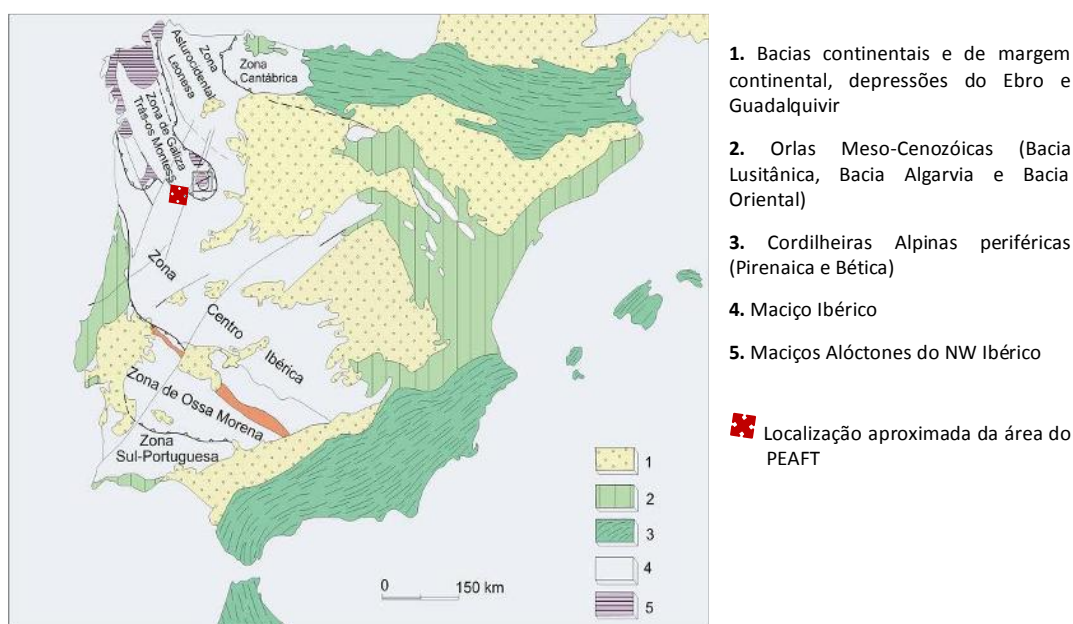 Zona
Asturocidental
Leonesa
Zona
Cantábrica
Zona de Galiza
Trás-os Montes
Zona
Centro
Ibérica
Zona de Ossa Morena
Zona
Sul-Portuguesa
0 150 km
1
2
3
4
5
1. Bacias continentais e de margem
continental, depressões do Ebro e
Guadalquivir
2. Orlas Meso-Cenozóicas (Bacia
Lusitânica, Bacia Algarvia e Bacia
Oriental)
3. Cordilheiras Alpinas periféricas
(Pirenaica e Bética)
4. Maciço Ibérico
5. Maciços Alóctones do NW Ibérico
Localização aproximada da área do
PEAFT